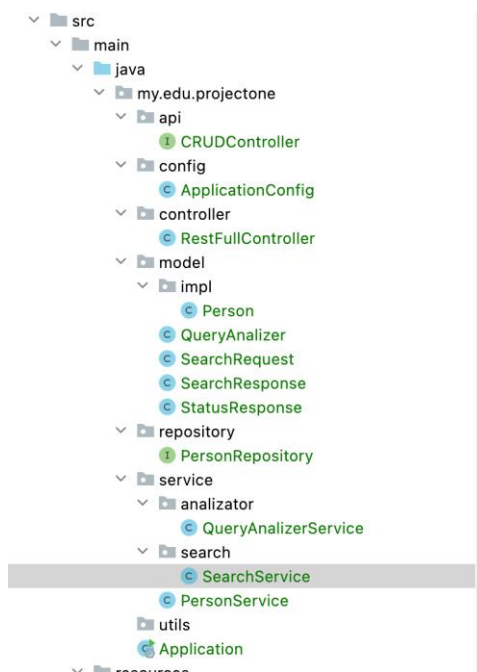 src
main
java
my.edu.projectone
api
I CRUDController
config
C ApplicationConfig
controller
C RestFullController
model
impl
C Person
C QueryAnalizer
C SearchRequest
C SearchResponse
C StatusResponse
repository
I PersonRepository
service
analizator
C QueryAnalizerService
search
C SearchService
C PersonService
utils
C Application
resources